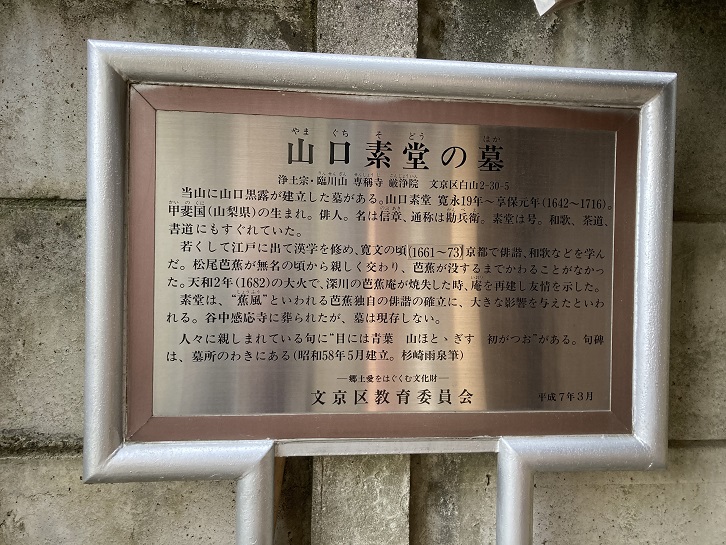 やま ぐち そ どう はか
山口素堂の墓
浄土宗・臨川山 専稱寺 厳浄院 文京区白山2-30-5
当山に山口黒露が建立した墓がある。山口素堂 寛永19年〜享保元年(1642〜1716)。
甲斐国(山梨県)の生まれ。俳人。名は信章、通称は勘兵衛。素堂は号。和歌、茶道、
書道にもすぐれていた。
若くして江戸に出て漢学を修め、寛文の頃(1661〜73)京都で俳諧、和歌などを学ん
だ。松尾芭蕉が無名の頃から親しく交わり、芭蕉が没するまでかわることがなかっ
た。天和2年(1682)の大火で、深川の芭蕉庵が焼失した時、庵を再建し友情を示した。
素堂は、“蕉風”といわれる芭蕉独自の俳諧の確立に、大きな影響を与えたといわ
れる。谷中感応寺に葬られたが、墓は現存しない。
人々に親しまれている句に“目には青葉 山ほとゝぎす 初がつお”がある。句碑
は、墓所のわきにある(昭和58年5月建立。杉崎雨泉筆)
―郷土愛をはぐくむ文化財―
文京区教育委員会 平成7年3月